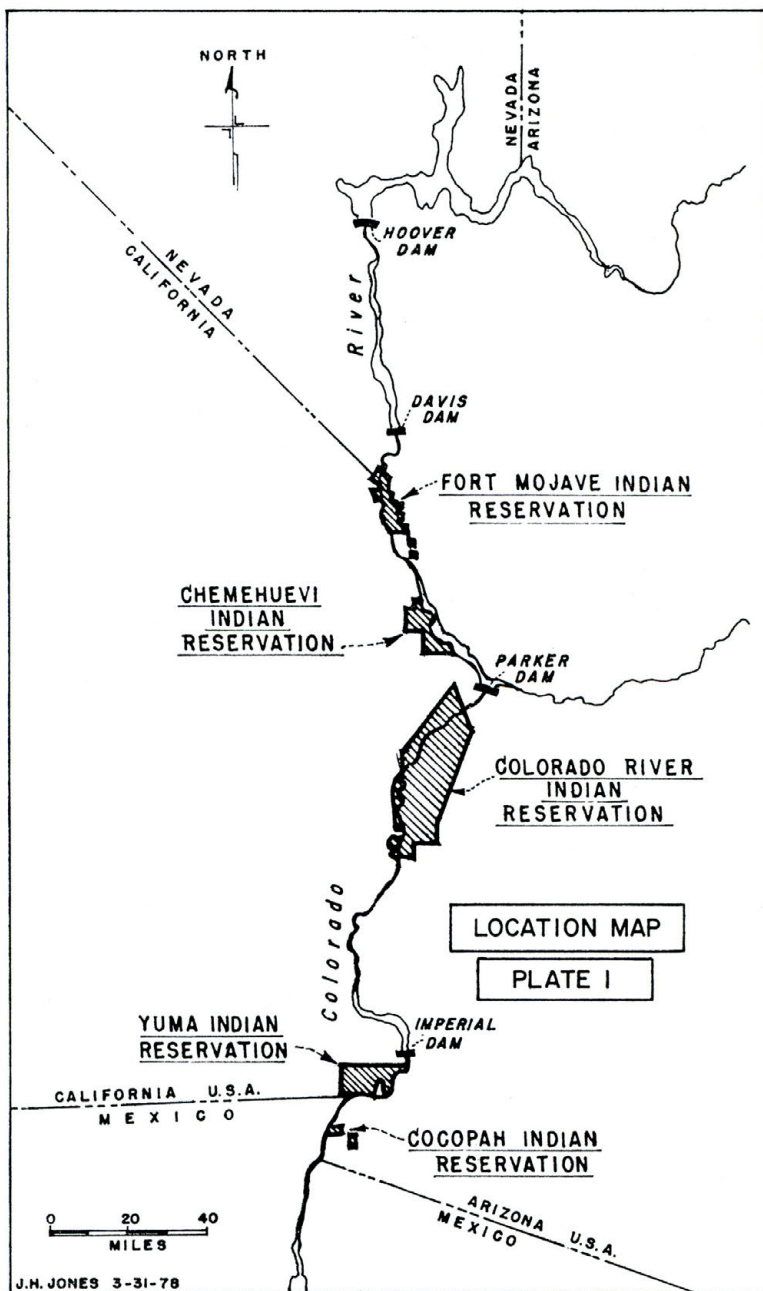 NORTH
NEVADA
ARIZONA
HOOVER
DAM
NEVADA
CALIFORNIA
River
DAVIS
DAM
FORT MOJAVE INDIAN
RESERVATION
CHEMEHUEVI
INDIAN
RESERVATION
PARKER
DAM
COLORADO RIVER
INDIAN
RESERVATION
Colorado
LOCATION MAP
PLATE I
YUMA INDIAN
RESERVATION
IMPERIAL
DAM
CALIFORNIA U.S.A.
MEXICO
COCOPAH INDIAN
RESERVATION
ARIZONA U.S.A.
MEXICO
0 20 40
MILES
J.H. JONES 3-31-78